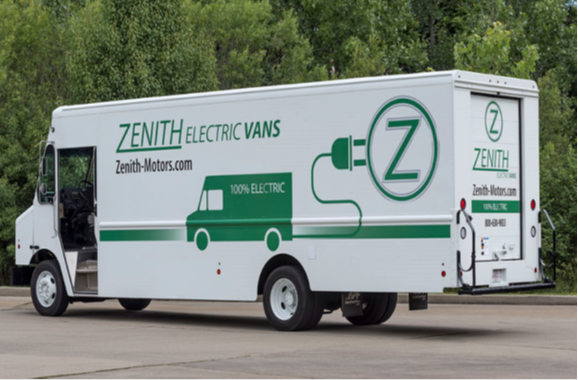 ZENITH ELECTRIC VANS
Zenith-Motors.com
100% ELECTRIC
Z
Z
ZENITH
ELECTRIC VANS
Zenith-Motors.com
100% ELECTRIC